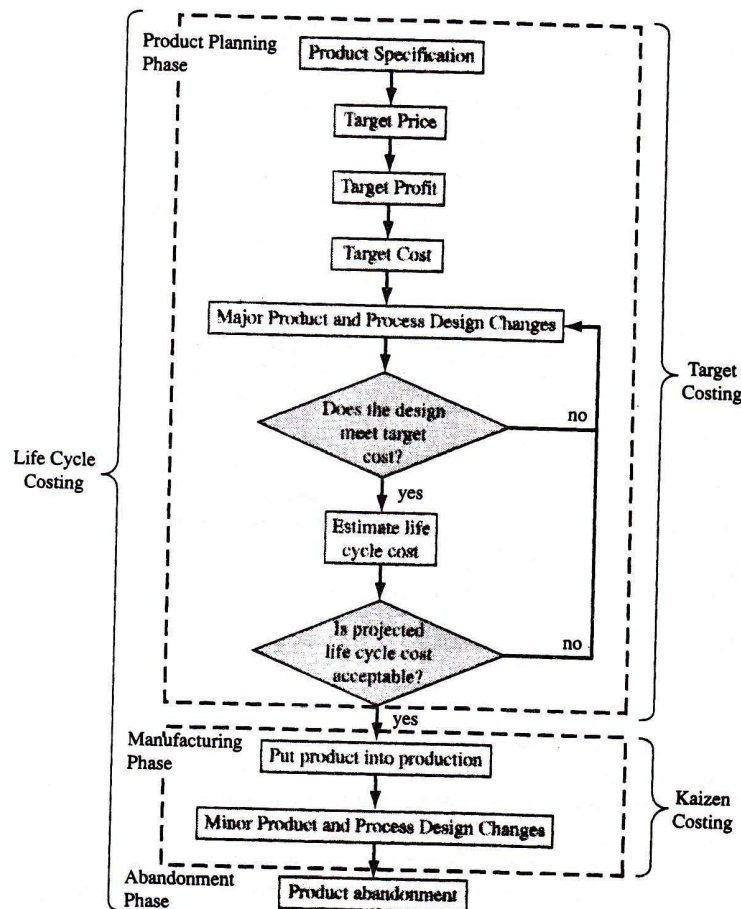 Product Planning
Phase
Product Specification
Target Price
Target Profit
Target Cost
Major Product and Process Design Changes
Does the design
meet target
cost?
no
Target
Costing
Life Cycle
Costing
yes
Estimate life
cycle cost
Is projected
life cycle cost
acceptable?
no
yes
Manufacturing
Phase
Put product into production
Minor Product and Process Design Changes
Kaizen
Costing
Abandonment
Phase
Product abandonment